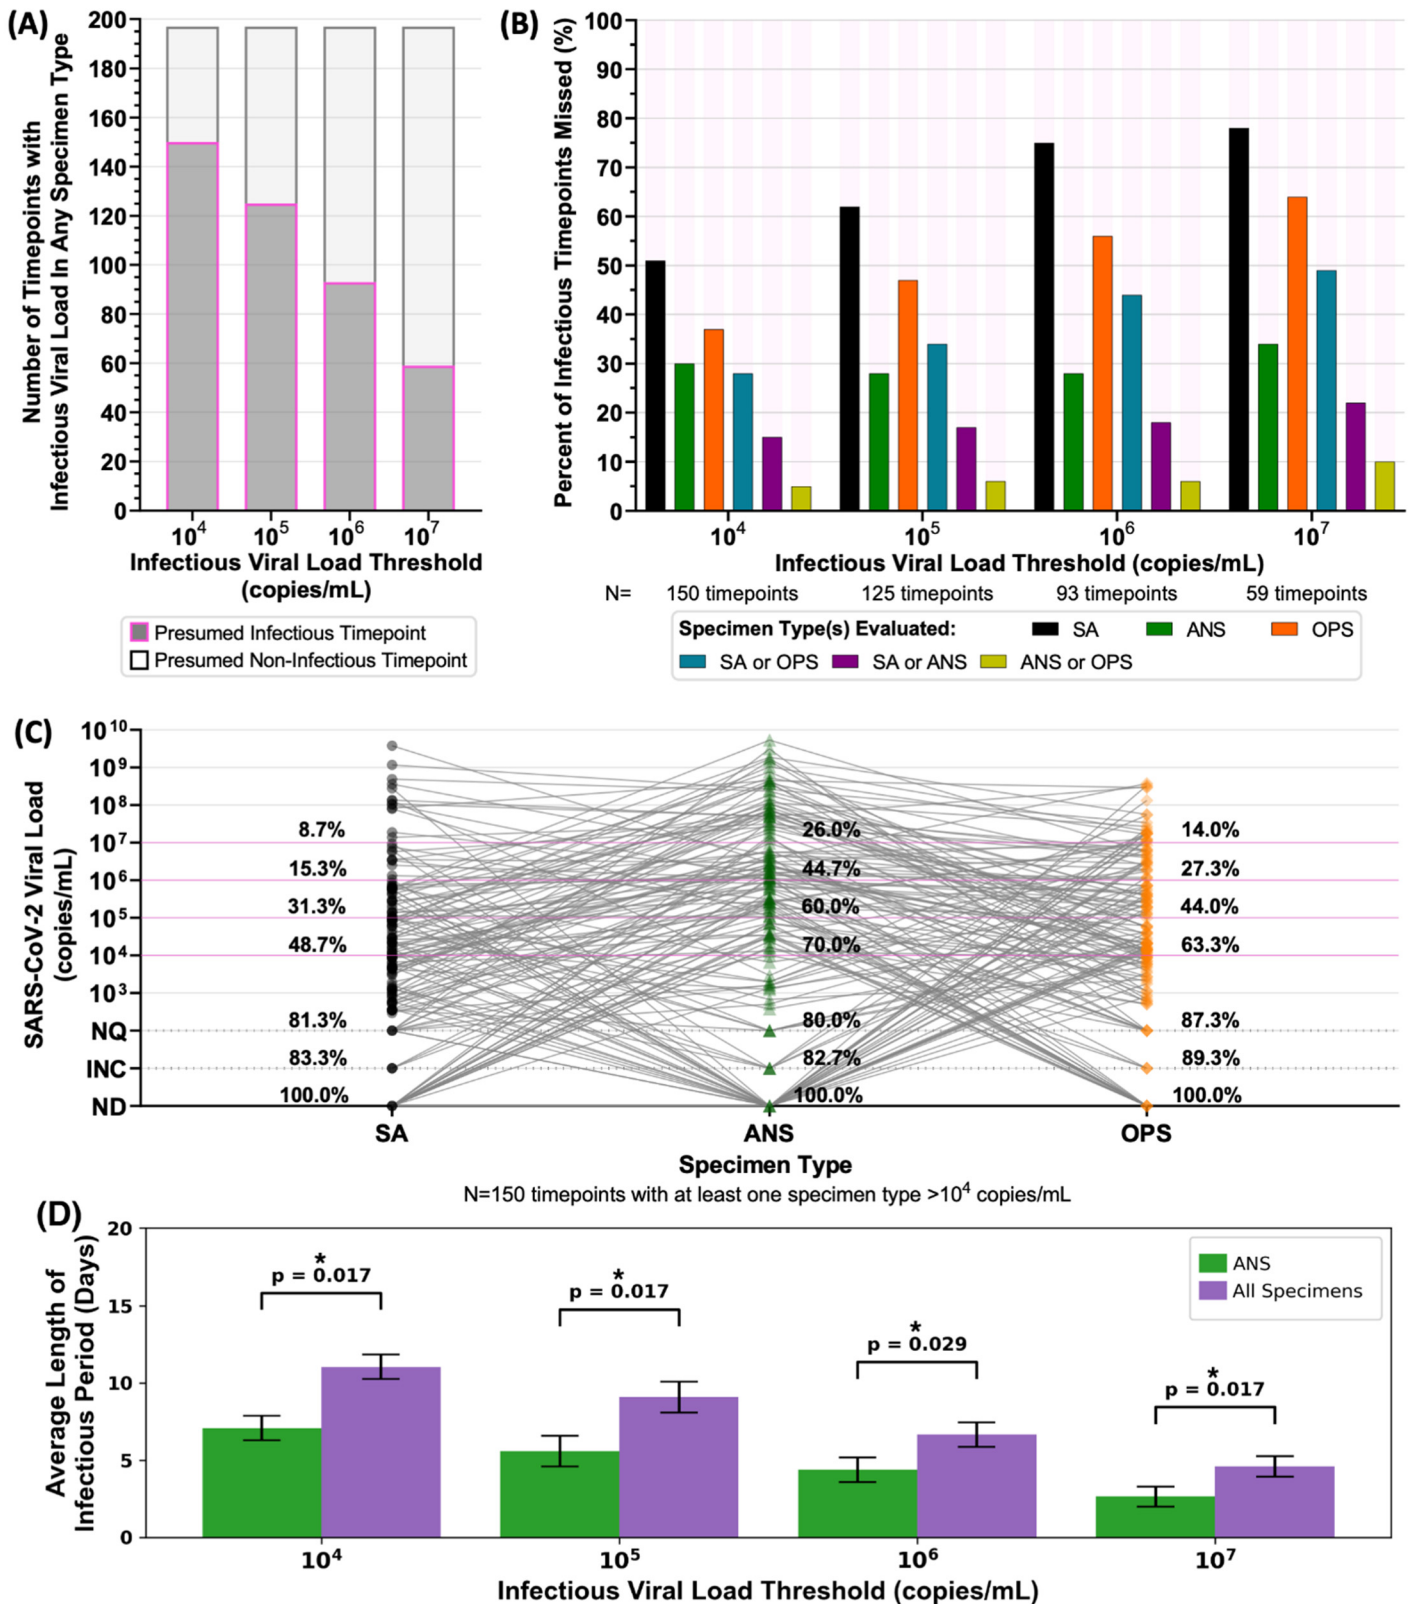 (A)
Number of Timepoints with
Infectious Viral Load In Any Specimen Type
200
180
160
140
120
100
80
60
40
20
0
10⁴ 10⁵ 10⁶ 10⁷
Infectious Viral Load Threshold
(copies/mL)
Presumed Infectious Timepoint
Presumed Non-Infectious Timepoint
(B)
Percent of Infectious Timepoints Missed (%)
100
90
80
70
60
50
40
30
20
10
0
10⁴ 10⁵ 10⁶ 10⁷
Infectious Viral Load Threshold (copies/mL)
N= 150 timepoints 125 timepoints 93 timepoints 59 timepoints
Specimen Type(s) Evaluated: SA ANS OPS
SA or OPS SA or ANS ANS or OPS
(C)
SARS-CoV-2 Viral Load
(copies/mL)
10¹⁰
10⁹
10⁸
8.7% 26.0% 14.0%
10⁷
15.3% 44.7% 27.3%
10⁶
31.3% 60.0% 44.0%
10⁵
48.7% 70.0% 63.3%
10⁴
10³
81.3% 80.0% 87.3%
NQ
83.3% 82.7% 89.3%
INC
100.0% 100.0% 100.0%
ND
SA ANS OPS
Specimen Type
N=150 timepoints with at least one specimen type >10⁴ copies/mL
(D)
Average Length of
Infectious Period (Days)
20
15
10
5
0
ANS
All Specimens
*
p = 0.017
*
p = 0.017
*
p = 0.029
*
p = 0.017
10⁴ 10⁵ 10⁶ 10⁷
Infectious Viral Load Threshold (copies/mL)